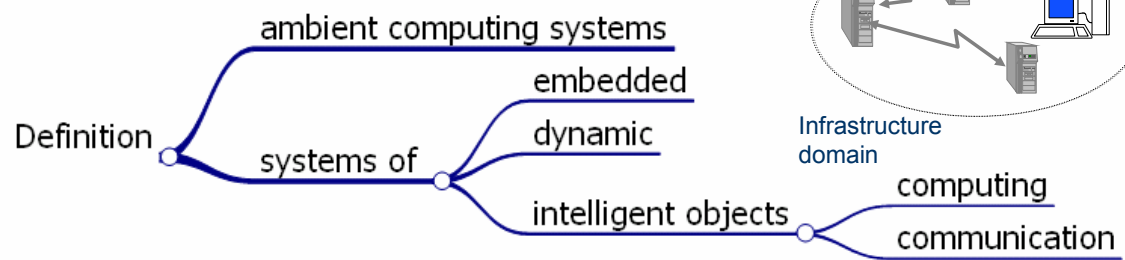 ambient computing systems
embedded
Definition
dynamic
systems of
intelligent objects
computing
communication
Infrastructure
domain